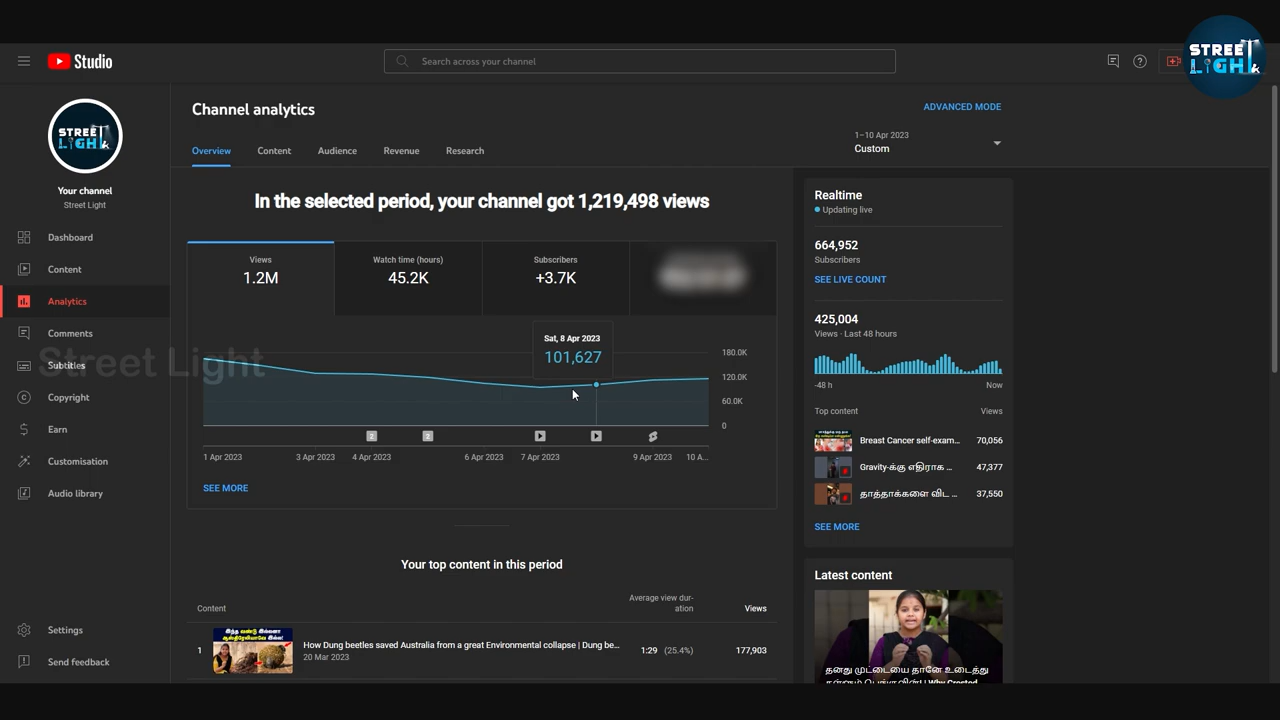 STREET
LIGHT
Studio
Search across your channel
STREET
LIGHT
Your channel
Street Light
Dashboard
Content
Analytics
Comments
Subtitles
Copyright
Earn
Customisation
Audio library
Settings
Send feedback
Street Light
Channel analytics
ADVANCED MODE
Overview
Content
Audience
Revenue
Research
1–10 Apr 2023
Custom
In the selected period, your channel got 1,219,498 views
Views
1.2M
Watch time (hours)
45.2K
Subscribers
+3.7K
Sat, 8 Apr 2023
101,627
180.0K
120.0K
60.0K
0
2
2
1 Apr 2023
3 Apr 2023
4 Apr 2023
6 Apr 2023
7 Apr 2023
9 Apr 2023
10 A...
SEE MORE
Your top content in this period
Content
Average view dur-
ation
Views
1
How Dung beetles saved Australia from a great Environmental collapse | Dung be...
20 Mar 2023
1:29 (25.4%)
177,903
Realtime
Updating live
664,952
Subscribers
SEE LIVE COUNT
425,004
Views · Last 48 hours
-48 h
Now
Top content
Views
Breast Cancer self-exam...
70,056
Gravity-க்கு எதிராக ...
47,377
தாத்தாக்களை விட ...
37,550
SEE MORE
Latest content
தனது முட்டையை தானே உடைத்து